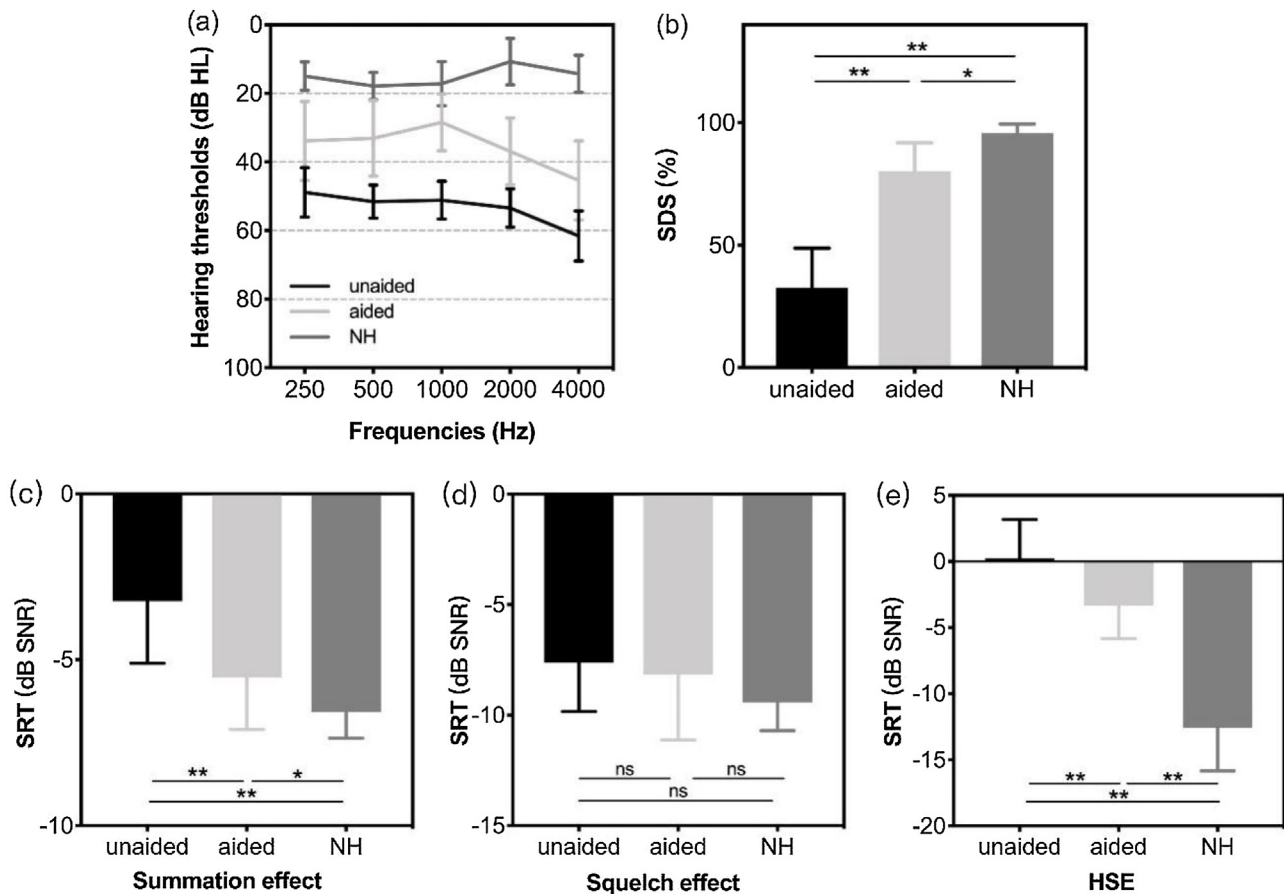 (a)
Hearing thresholds (dB HL)
0
20
40
60
80
100
unaided
aided
NH
250 500 1000 2000 4000
Frequencies (Hz)
(b)
SDS (%)
100
50
0
**
** *
unaided aided NH
(c)
SRT (dB SNR)
0
-5
-10
** *
**
unaided aided NH
Summation effect
(d)
SRT (dB SNR)
0
-5
-10
-15
ns ns
ns
unaided aided NH
Squelch effect
(e)
SRT (dB SNR)
5
0
-5
-10
-15
-20
** **
**
unaided aided NH
HSE